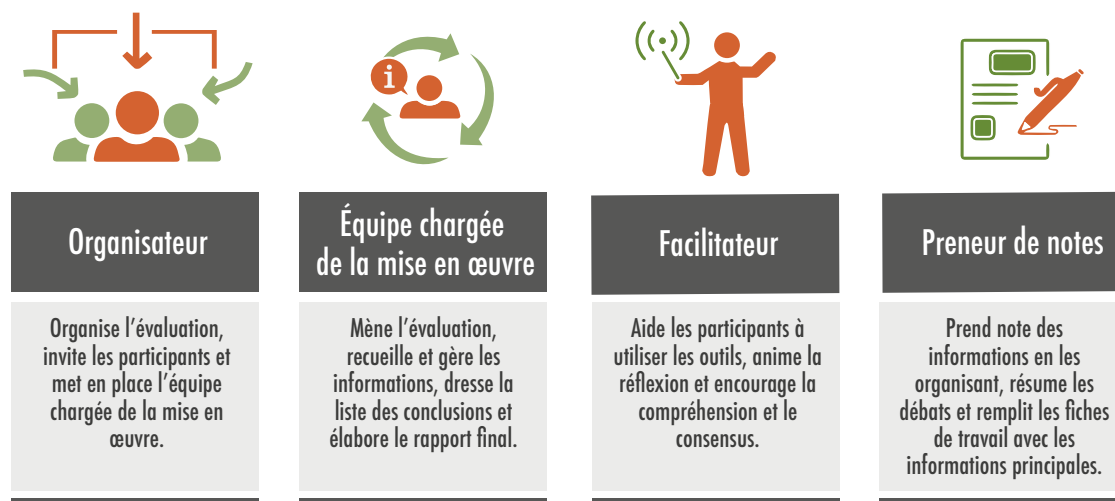 i
Organisateur
Organise l'évaluation,
invite les participants et
met en place l'équipe
chargée de la mise en
œuvre.
Équipe chargée
de la mise en œuvre
Mène l'évaluation,
recueille et gère les
informations, dresse la
liste des conclusions et
élabore le rapport final.
Facilitateur
Aide les participants à
utiliser les outils, anime la
réflexion et encourage la
compréhension et le
consensus.
Preneur de notes
Prend note des
informations en les
organisant, résume les
débats et remplit les fiches
de travail avec les
informations principales.